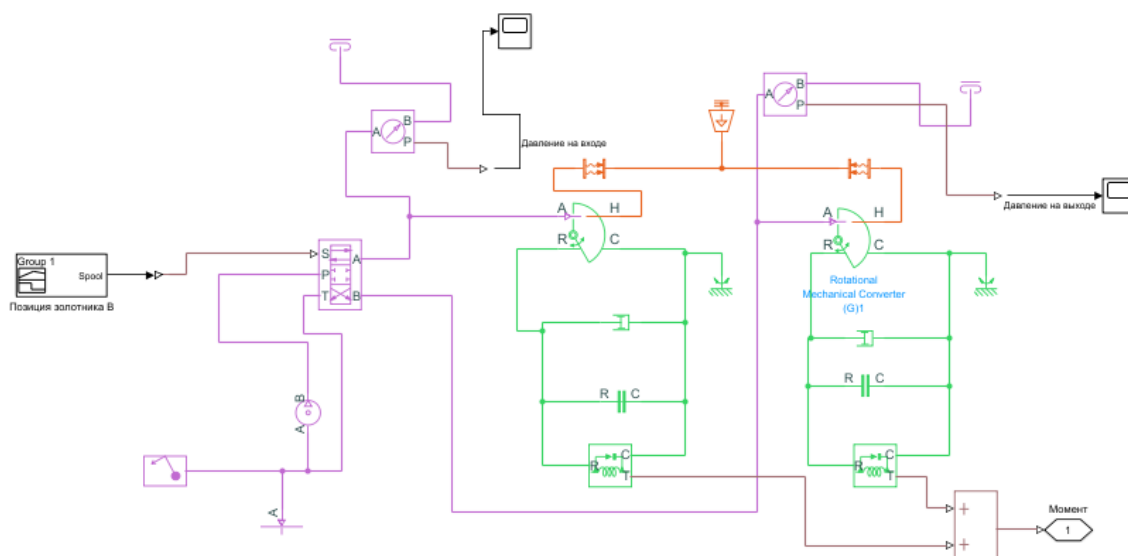 B
A
P
Давление на входе
A
B
P
Давление на выходе
A
H
R
C
A
H
R
C
Rotational
Mechanical Converter
(G)1
Group 1
Spool
Позиция золотника В
S
P
T
A
B
R
C
R
C
B
A
A
R
C
T
R
C
T
Момент
1